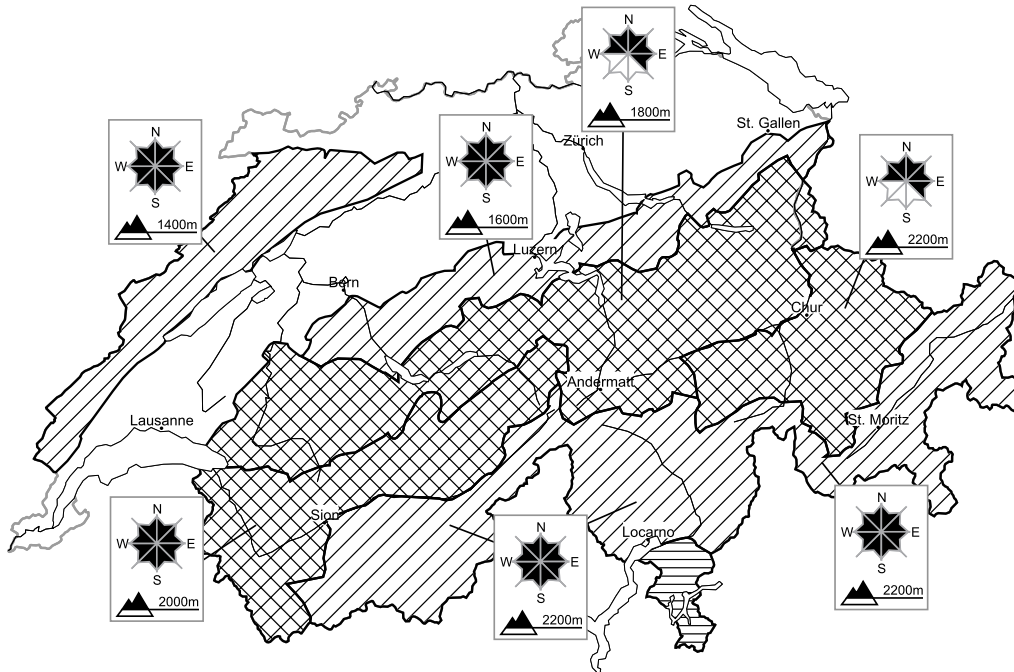 N
W E
S
1800m
St. Gallen
Zürich
N
W E
S
1400m
N
W E
S
1600m
N
W E
S
2200m
Luzern
Bern
Chur
Andermatt
Lausanne
St. Moritz
Sion
Locarno
N
W E
S
2000m
N
W E
S
2200m
N
W E
S
2200m